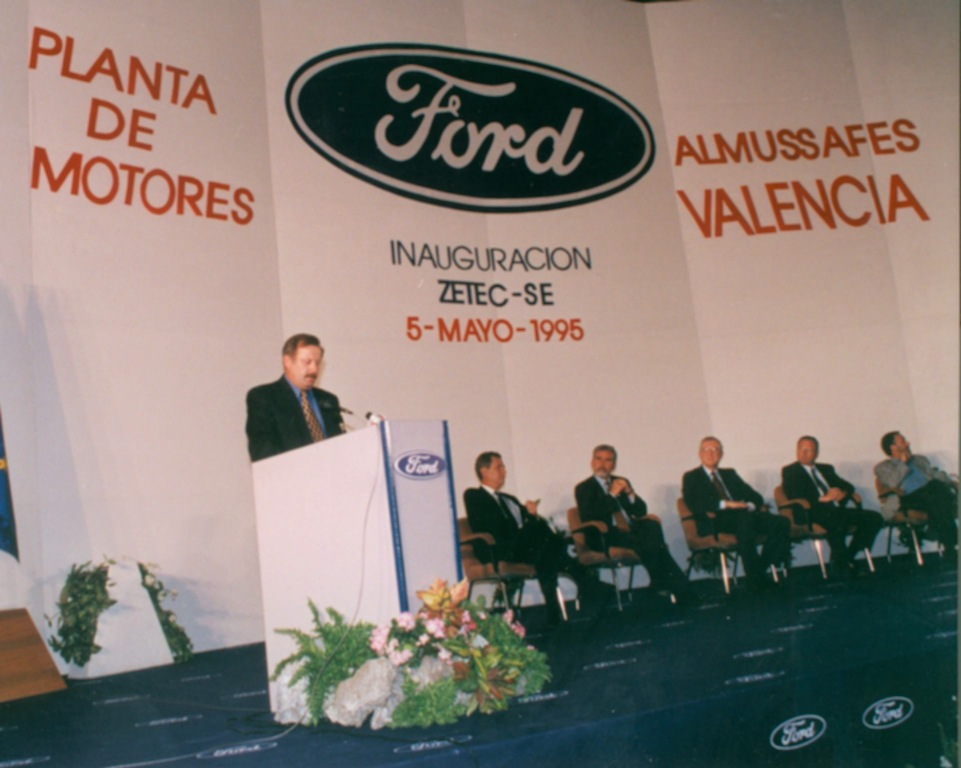 PLANTA
DE
MOTORES
Ford
ALMUSSAFES
VALENCIA
INAUGURACION
ZETEC-SE
5-MAYO-1995
Ford
Ford
Ford